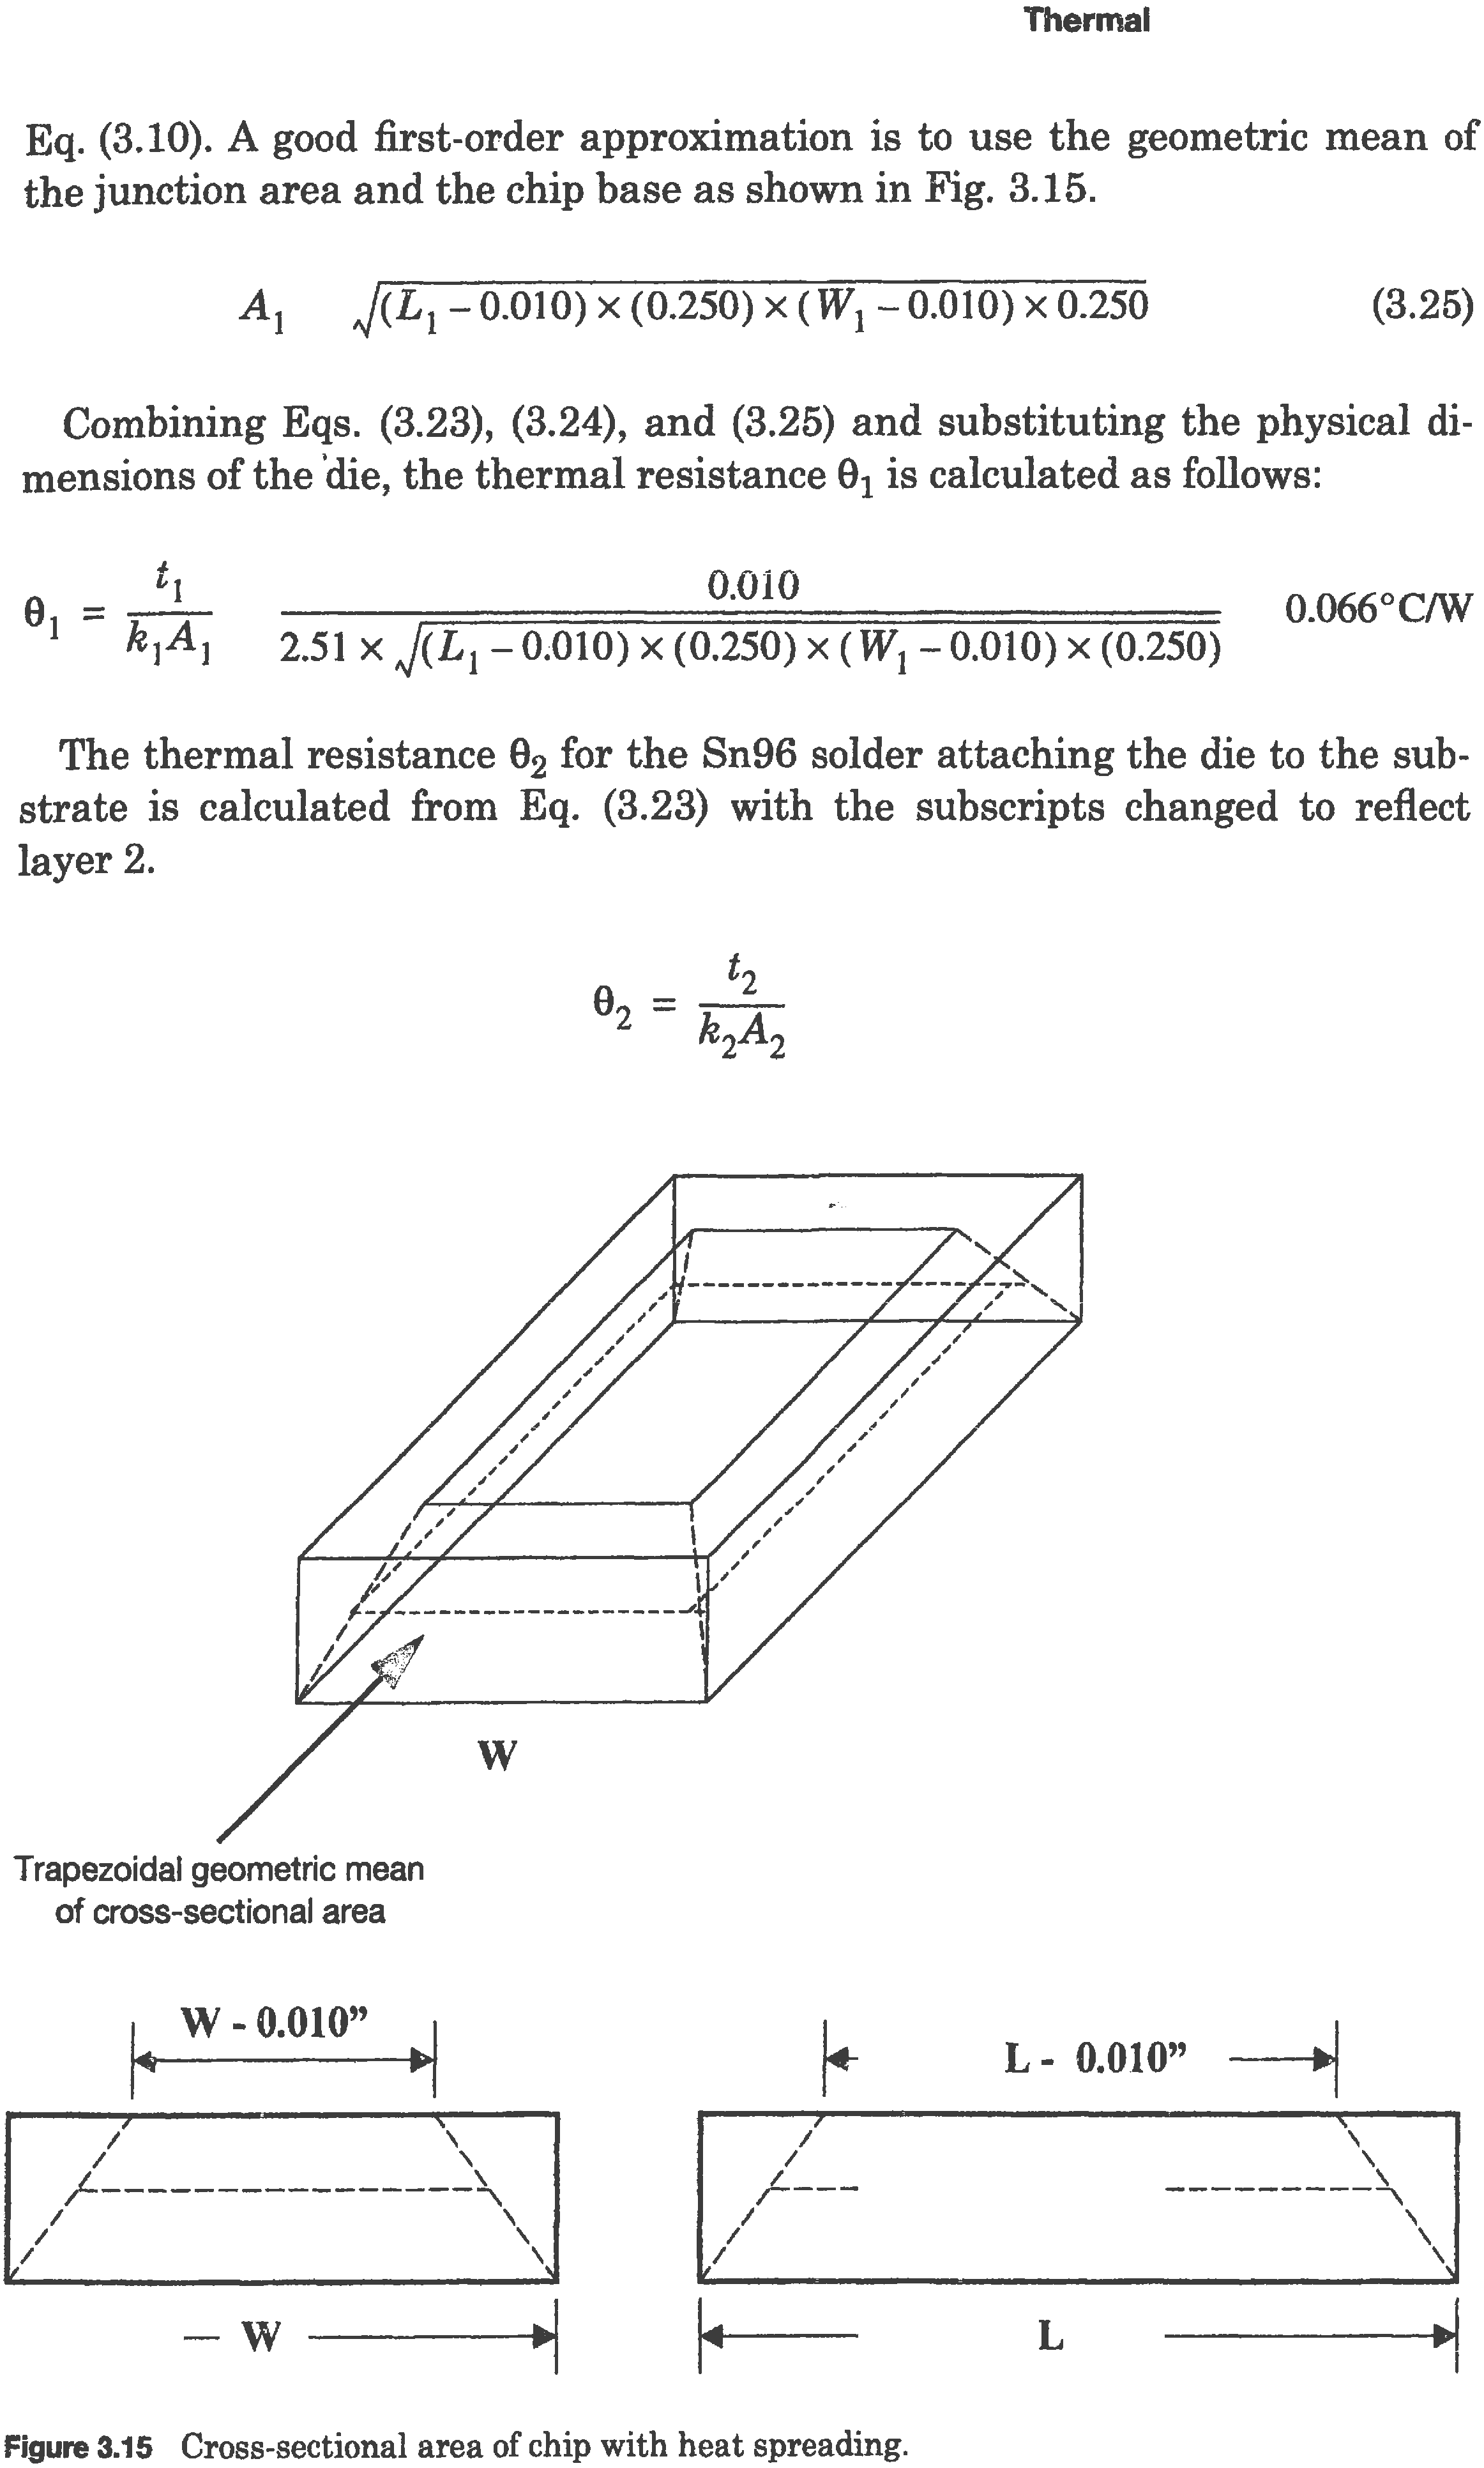 Thermal
Eq. (3.10). A good first-order approximation is to use the geometric mean of
the junction area and the chip base as shown in Fig. 3.15.
A₁ √(L₁ – 0.010) × (0.250) × (W₁ – 0.010) × 0.250 (3.25)
Combining Eqs. (3.23), (3.24), and (3.25) and substituting the physical di-
mensions of the die, the thermal resistance θ₁ is calculated as follows:
θ₁ = t₁/k₁A₁ 0.010/2.51 × √(L₁ – 0.010) × (0.250) × (W₁ – 0.010) × (0.250) 0.066°C/W
The thermal resistance θ₂ for the Sn96 solder attaching the die to the sub-
strate is calculated from Eq. (3.23) with the subscripts changed to reflect
layer 2.
θ₂ = t₂/k₂A₂
W
Trapezoidal geometric mean
of cross-sectional area
W - 0.010”
L - 0.010”
W
L
Figure 3.15 Cross-sectional area of chip with heat spreading.